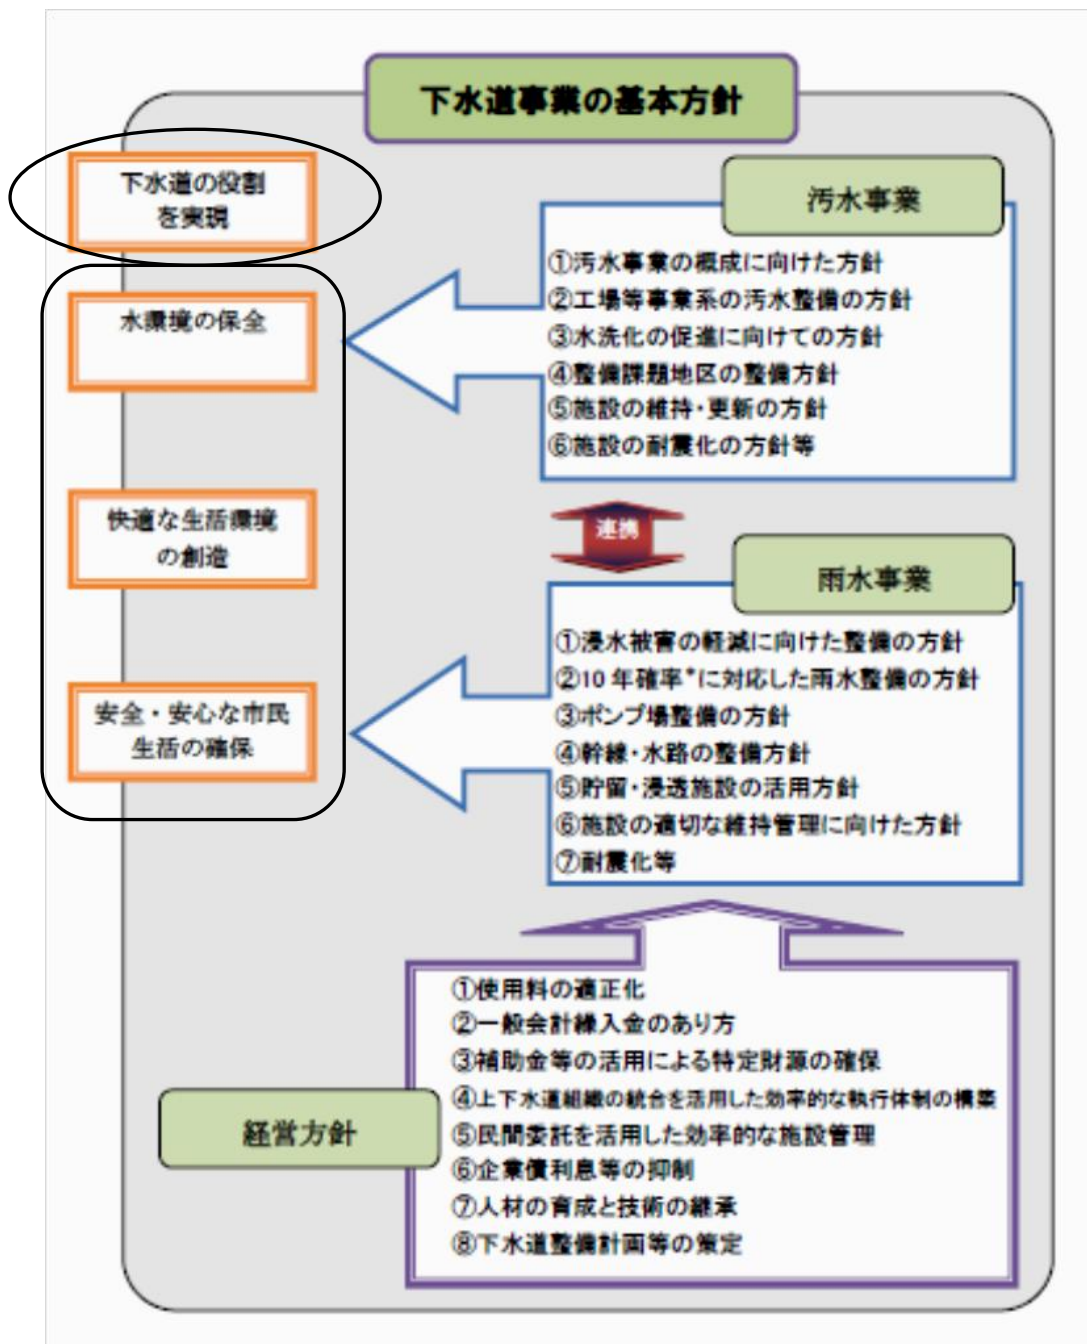 下水道事業の基本方針
下水道の役割
を実現
水環境の保全
快適な生活環境
の創造
安全・安心な市民
生活の確保
汚水事業
①汚水事業の概成に向けた方針
②工場等事業系の汚水整備の方針
③水洗化の促進に向けての方針
④整備課題地区の整備方針
⑤施設の維持・更新の方針
⑥施設の耐震化の方針等
連携
雨水事業
①浸水被害の軽減に向けた整備の方針
②10年確率*に対応した雨水整備の方針
③ポンプ場整備の方針
④幹線・水路の整備方針
⑤貯留・浸透施設の活用方針
⑥施設の適切な維持管理に向けた方針
⑦耐震化等
経営方針
①使用料の適正化
②一般会計繰入金のあり方
③補助金等の活用による特定財源の確保
④上下水道組織の統合を活用した効率的な執行体制の構築
⑤民間委託を活用した効率的な施設管理
⑥企業債利息等の抑制
⑦人材の育成と技術の継承
⑧下水道整備計画等の策定